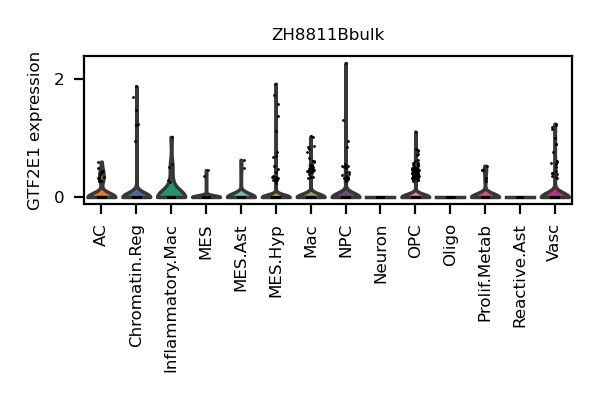 ZH8811Bbulk
GTF2E1 expression
2
0
AC
Chromatin.Reg
Inflammatory.Mac
MES
MES.Ast
MES.Hyp
Mac
NPC
Neuron
OPC
Oligo
Prolif.Metab
Reactive.Ast
Vasc